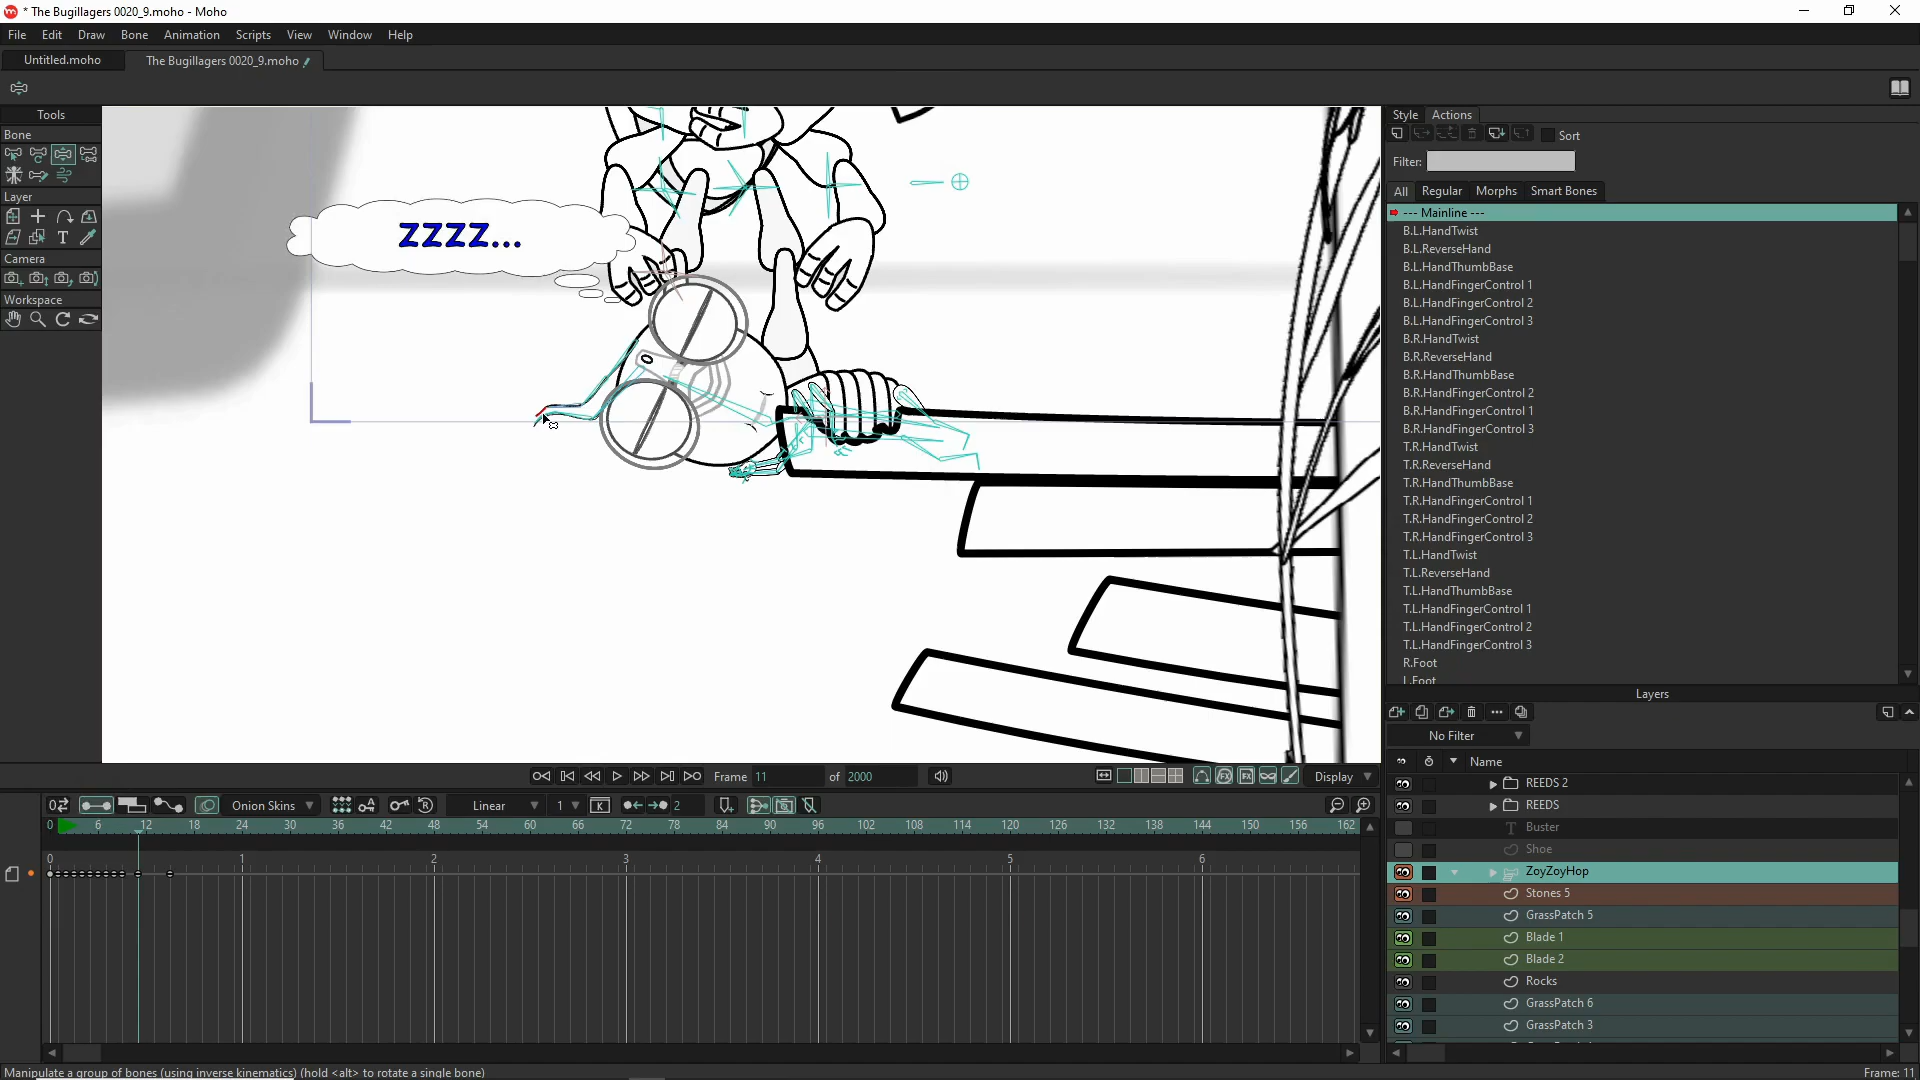 * The Bugillagers 0020_9.moho - Moho
File Edit Draw Bone Animation Scripts View Window Help
Untitled.moho The Bugillagers 0020_9.moho
Tools
Bone
Layer
Camera
Workspace
zzzz...
Style Actions
Sort
Filter:
All Regular Morphs Smart Bones
--- Mainline ---
B.L.HandTwist
B.L.ReverseHand
B.L.HandThumbBase
B.L.HandFingerControl 1
B.L.HandFingerControl 2
B.L.HandFingerControl 3
B.R.HandTwist
B.R.ReverseHand
B.R.HandThumbBase
B.R.HandFingerControl 2
B.R.HandFingerControl 1
B.R.HandFingerControl 3
T.R.HandTwist
T.R.ReverseHand
T.R.HandThumbBase
T.R.HandFingerControl 1
T.R.HandFingerControl 2
T.R.HandFingerControl 3
T.L.HandTwist
T.L.ReverseHand
T.L.HandThumbBase
T.L.HandFingerControl 1
T.L.HandFingerControl 2
T.L.HandFingerControl 3
R.Foot
L.Foot
Layers
No Filter
Name
REEDS 2
REEDS
Buster
Shoe
ZoyZoyHop
Stones 5
GrassPatch 5
Blade 1
Blade 2
Rocks
GrassPatch 6
GrassPatch 3
Frame 11 of 2000 Display
Onion Skins Linear 1 2
0 6 12 18 24 30 36 42 48 54 60 66 72 78 84 90 96 102 108 114 120 126 132 138 144 150 156 162
0 1 2 3 4 5 6
Manipulate a group of bones (using inverse kinematics) (hold <alt> to rotate a single bone)
Frame: 11